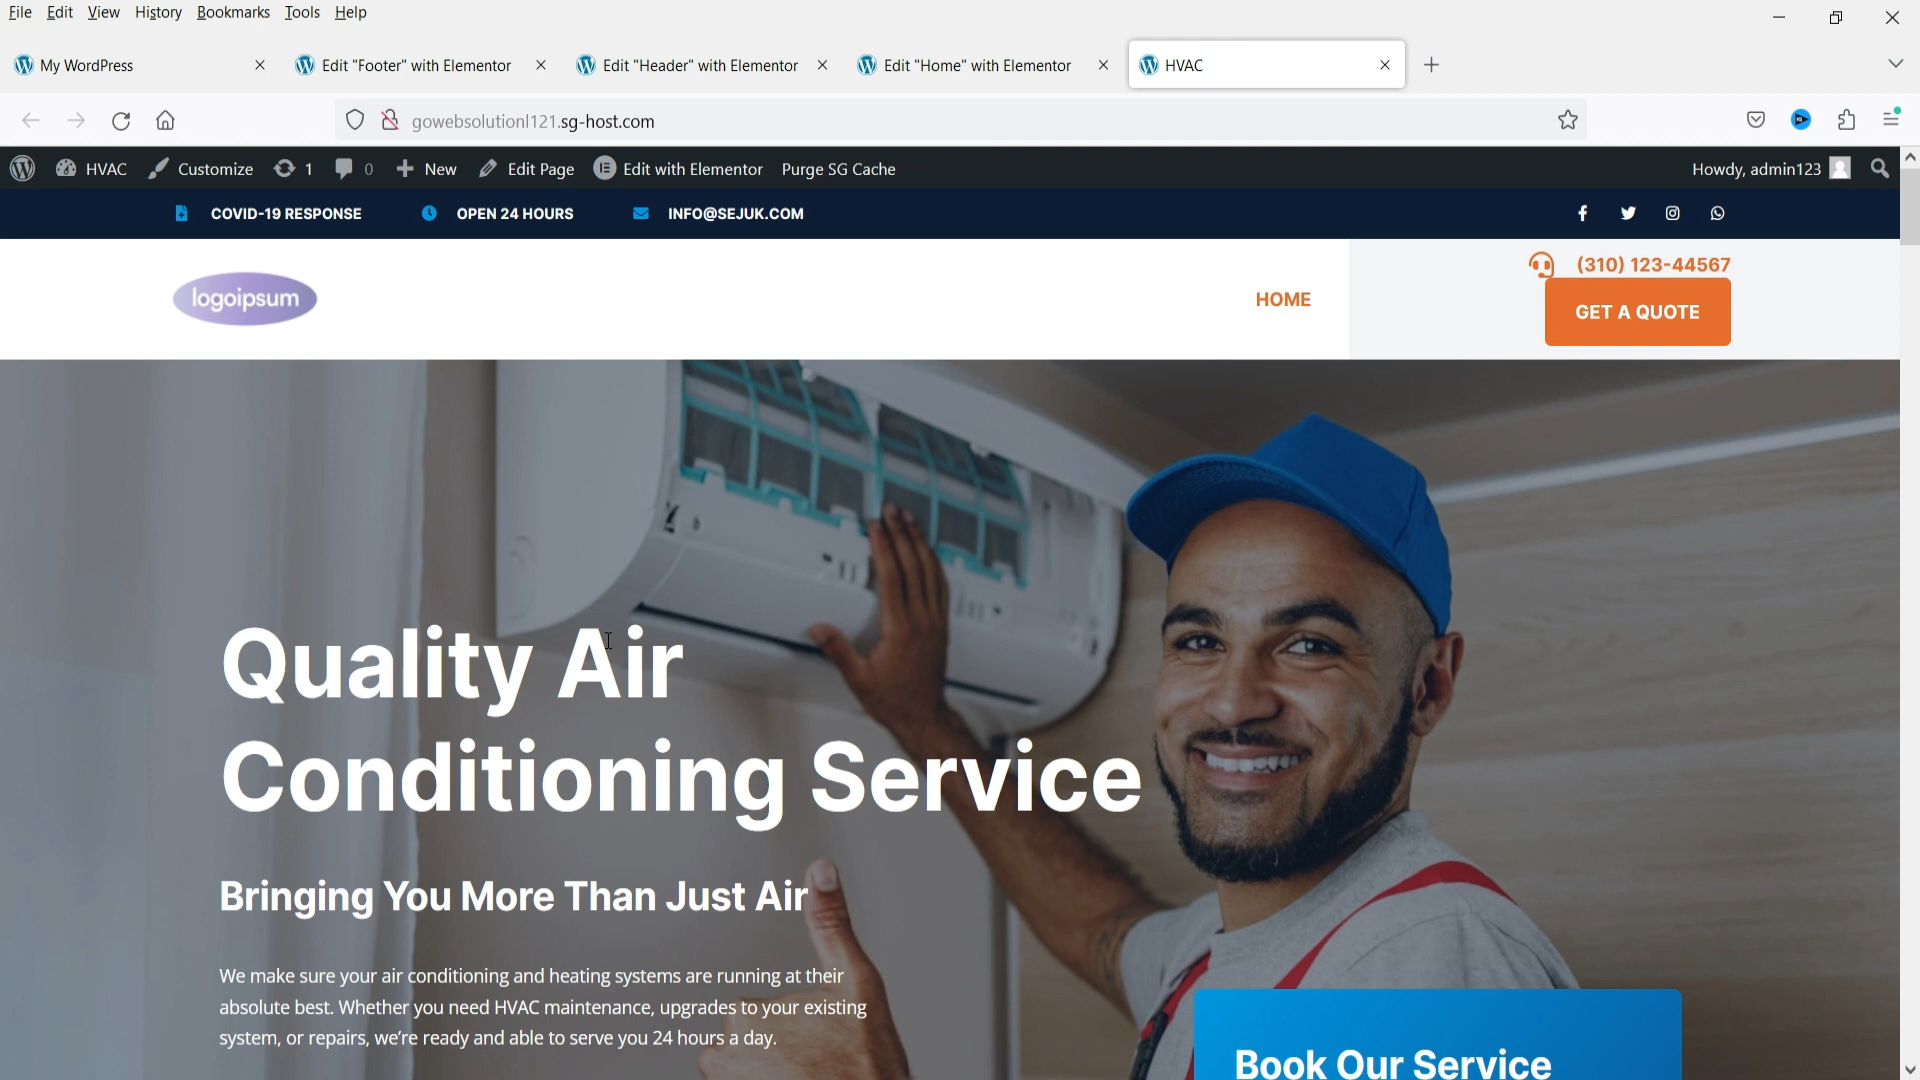 File Edit View History Bookmarks Tools Help
My WordPress
Edit "Footer" with Elementor
Edit "Header" with Elementor
Edit "Home" with Elementor
HVAC
gowebsolutionl121.sg-host.com
HVAC Customize 1 0 New Edit Page Edit with Elementor Purge SG Cache Howdy, admin123
COVID-19 RESPONSE OPEN 24 HOURS INFO@SEJUK.COM
logoipsum
HOME
(310) 123-44567
GET A QUOTE
Quality Air
Conditioning Service
Bringing You More Than Just Air
We make sure your air conditioning and heating systems are running at their
absolute best. Whether you need HVAC maintenance, upgrades to your existing
system, or repairs, we're ready and able to serve you 24 hours a day.
Book Our Service